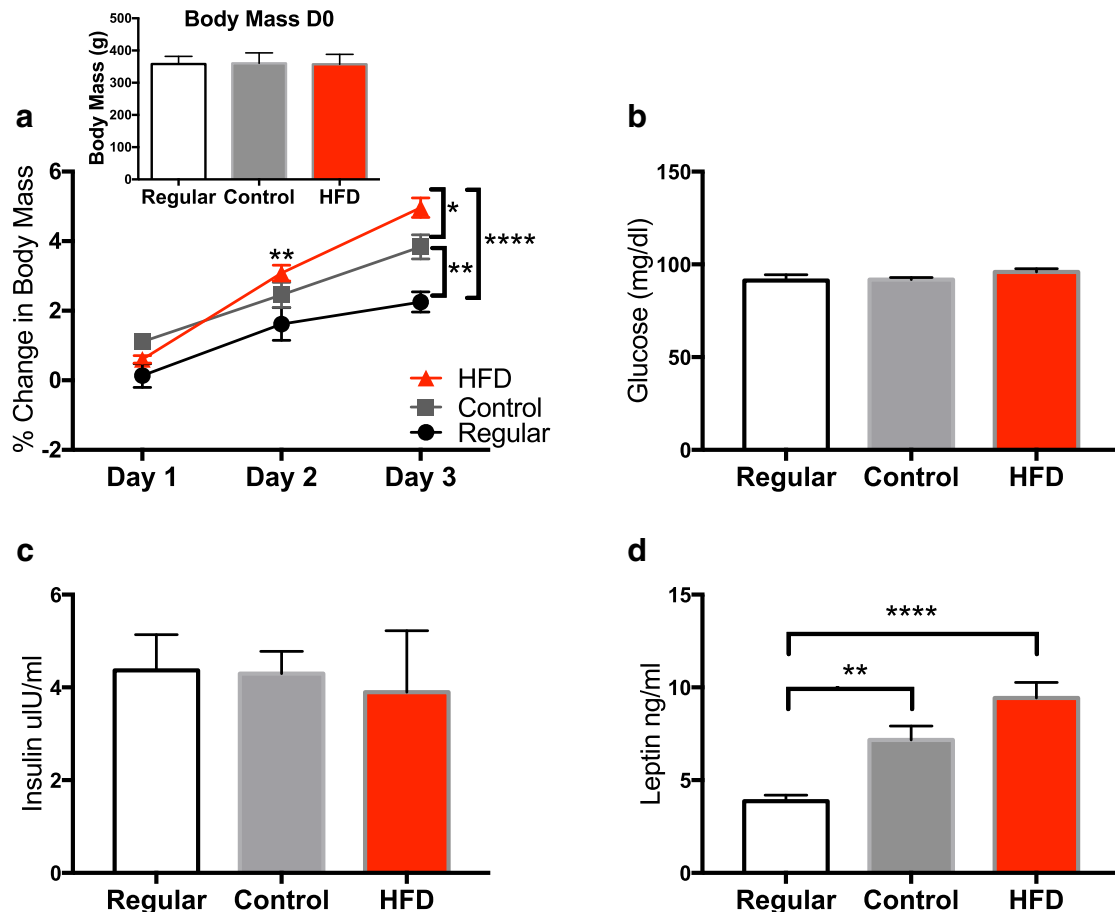 Body Mass D0
Body Mass (g)
500
400
300
200
100
0
Regular Control HFD
a
% Change in Body Mass
6
4
2
0
-2
**
*
**
****
HFD
Control
Regular
Day 1 Day 2 Day 3
b
Glucose (mg/dl)
150
100
50
0
Regular Control HFD
c
Insulin uIU/ml
6
4
2
0
Regular Control HFD
d
Leptin ng/ml
15
10
5
0
****
**
Regular Control HFD